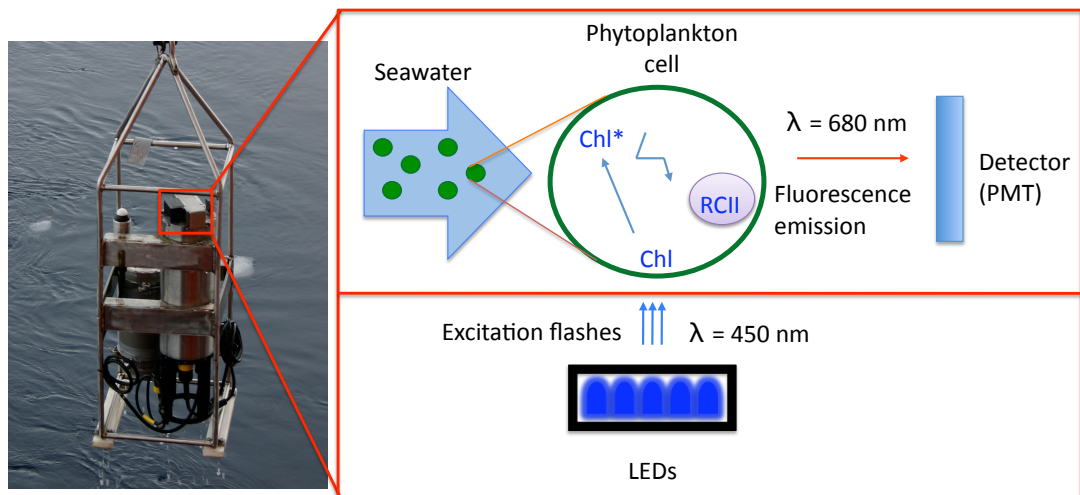 Phytoplankton
cell
Seawater
Chl*
RCII
Chl
λ = 680 nm
Fluorescence
emission
Detector
(PMT)
Excitation flashes
λ = 450 nm
LEDs